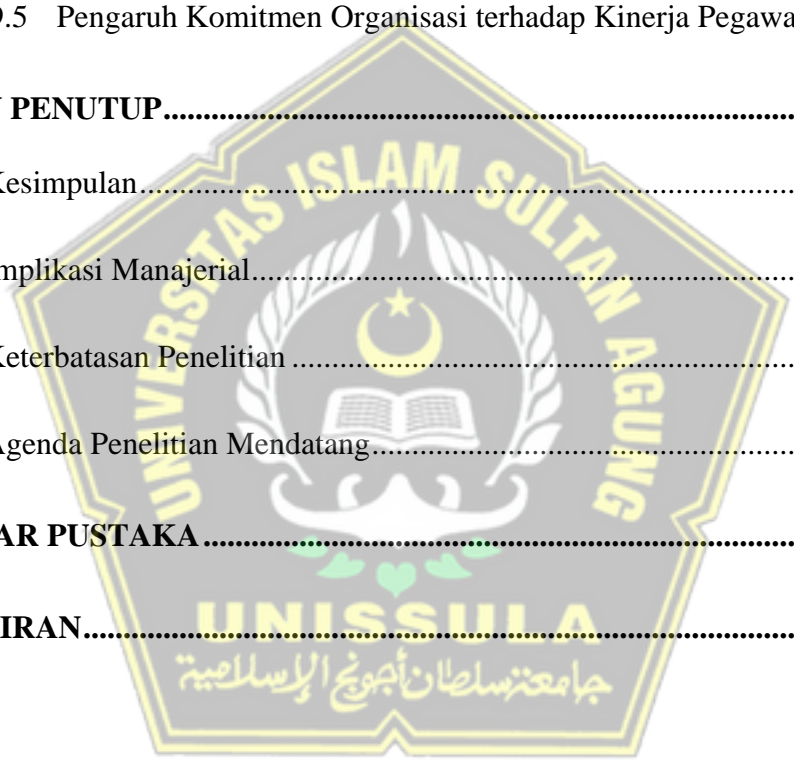 9.5 Pengaruh Komitmen Organisasi terhadap Kinerja Pegawa
PENUTUP....................................................................................
Kesimpulan....................................................................................
mplikasi Manajerial....................................................................................
Keterbatasan Penelitian ....................................................................................
Agenda Penelitian Mendatang....................................................................................
AR PUSTAKA ....................................................................................
IRAN....................................................................................
UNIVERSITAS ISLAM SULTAN AGUNG
UNISSULA
جامعة سلطان أجونج الإسلامية